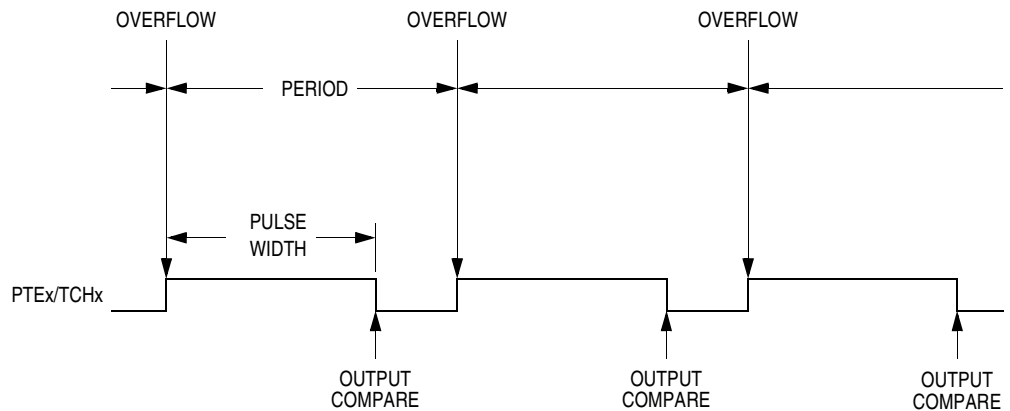 OVERFLOW OVERFLOW OVERFLOW
PERIOD
PULSE
WIDTH
PTEx/TCHx
OUTPUT
COMPARE
OUTPUT
COMPARE
OUTPUT
COMPARE